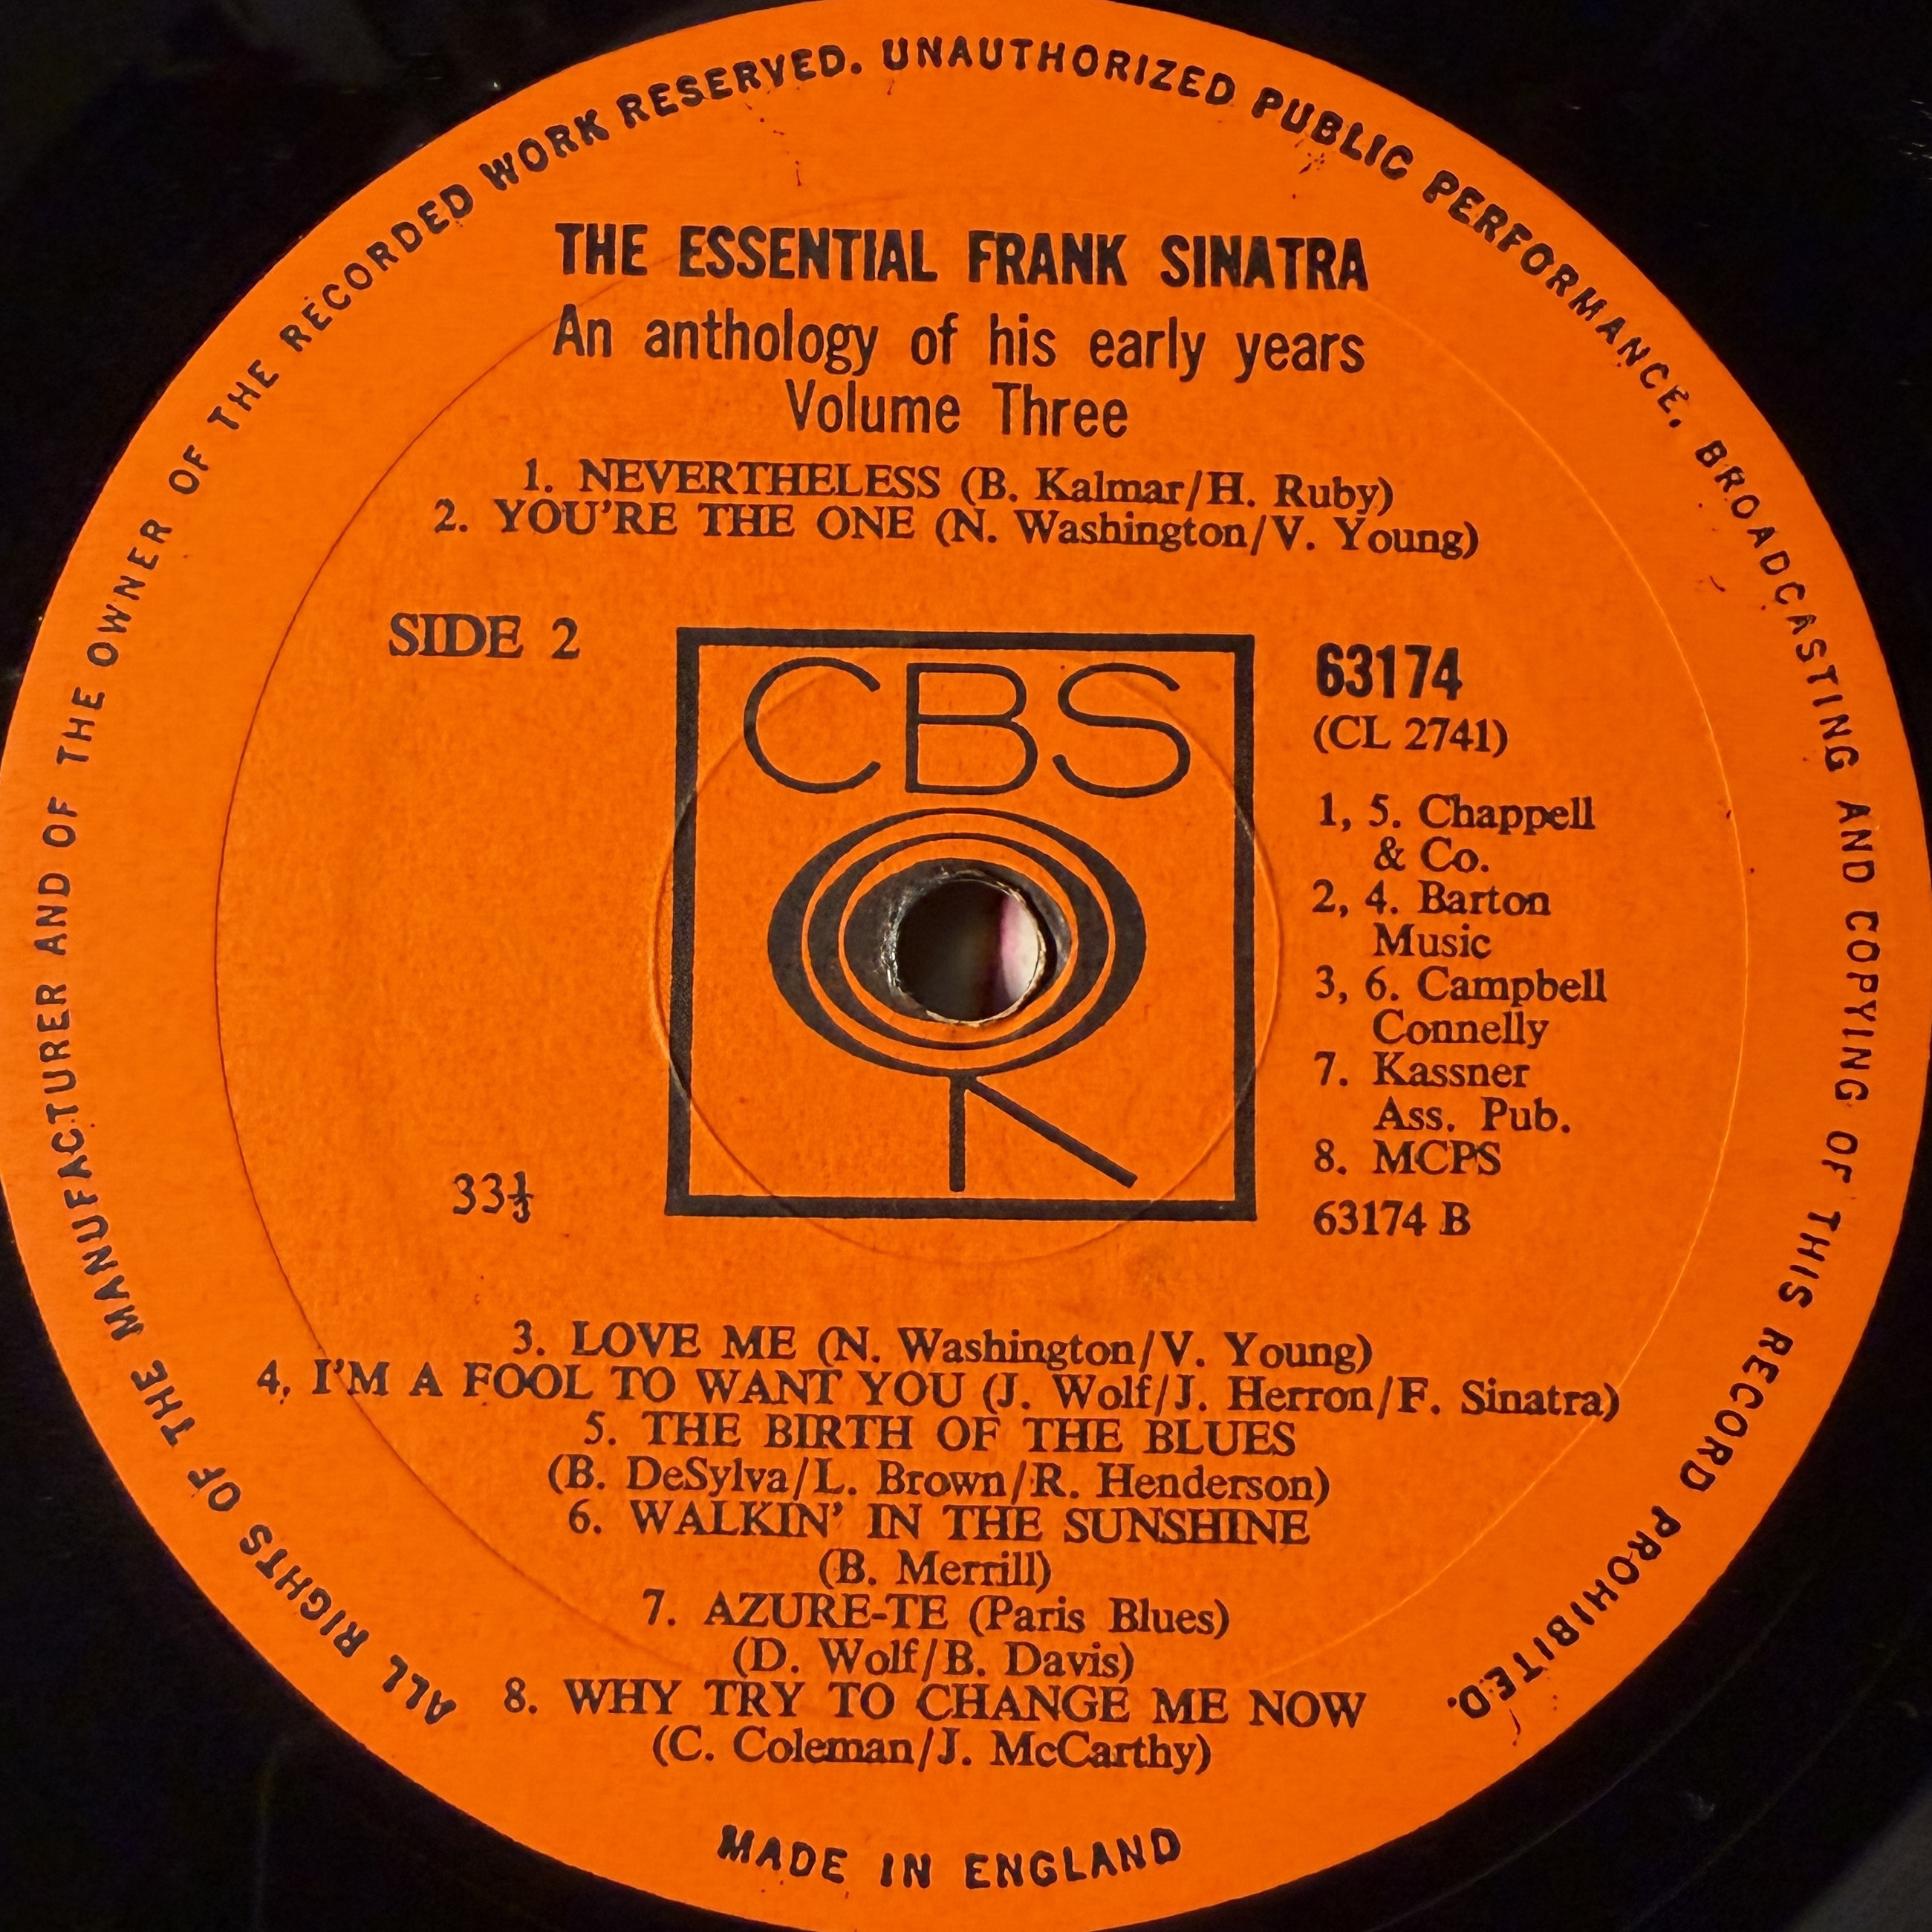 ALL RIGHTS OF THE MANUFACTURER AND OF THE OWNER OF THE RECORDED WORK RESERVED. UNAUTHORIZED PUBLIC PERFORMANCE, BROADCASTING AND COPYING OF THIS RECORD PROHIBITED.
THE ESSENTIAL FRANK SINATRA
An anthology of his early years
Volume Three
1. NEVERTHELESS (B. Kalmar/H. Ruby)
2. YOU'RE THE ONE (N. Washington/V. Young)
SIDE 2
CBS
33⅓
63174
(CL 2741)
1, 5. Chappell
& Co.
2, 4. Barton
Music
3, 6. Campbell
Connelly
7. Kassner
Ass. Pub.
8. MCPS
63174 B
3. LOVE ME (N. Washington/V. Young)
4. I'M A FOOL TO WANT YOU (J. Wolf/J. Herron/F. Sinatra)
5. THE BIRTH OF THE BLUES
(B. DeSylva/L. Brown/R. Henderson)
6. WALKIN' IN THE SUNSHINE
(B. Merrill)
7. AZURE-TE (Paris Blues)
(D. Wolf/B. Davis)
8. WHY TRY TO CHANGE ME NOW
(C. Coleman/J. McCarthy)
MADE IN ENGLAND